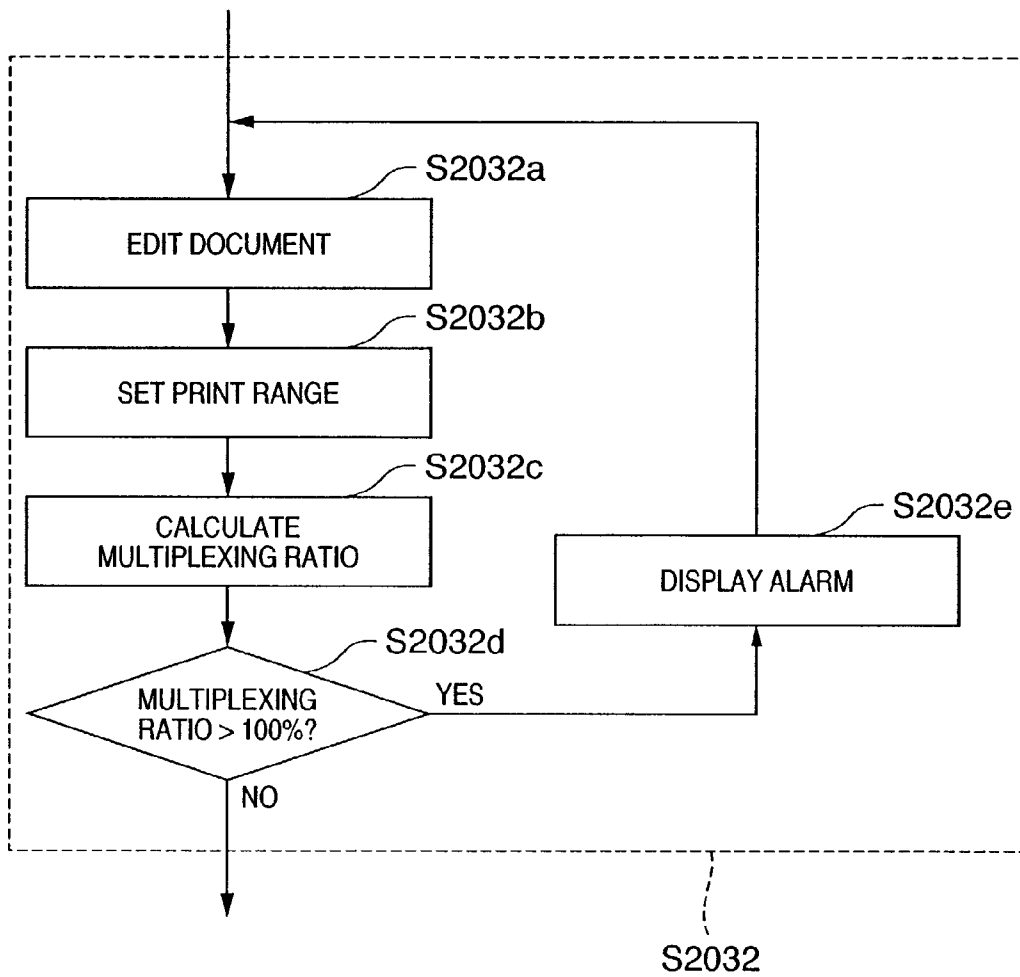 S2032a
EDIT DOCUMENT
S2032b
SET PRINT RANGE
S2032c
CALCULATE
MULTIPLEXING RATIO
S2032e
DISPLAY ALARM
S2032d
MULTIPLEXING
RATIO > 100%?
YES
NO
S2032